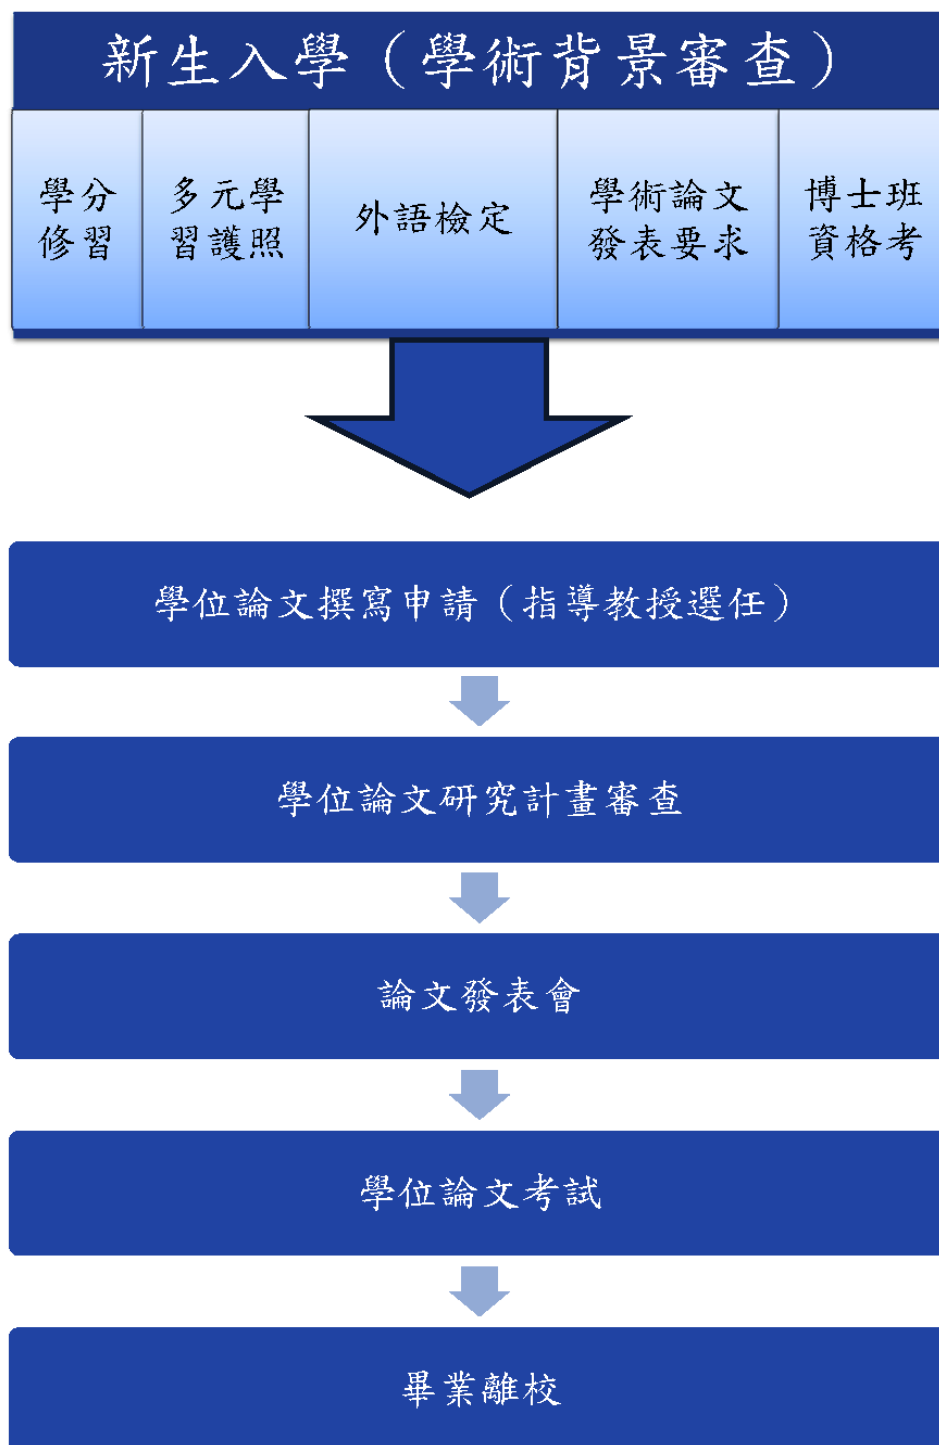 新生入學（學術背景審查）
學分
修習
多元學
習護照
外語檢定
學術論文
發表要求
博士班
資格考
學位論文撰寫申請（指導教授選任）
學位論文研究計畫審查
論文發表會
學位論文考試
畢業離校